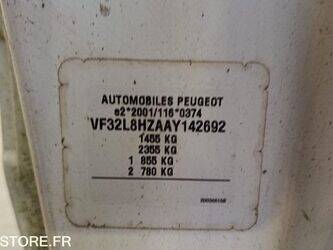 AUTOMOBILES PEUGEOT
e2*2001/116*0374
VF32L8HZAAY142692
1455 KG
2355 KG
1 855 KG
2 780 KG
STORE.FR